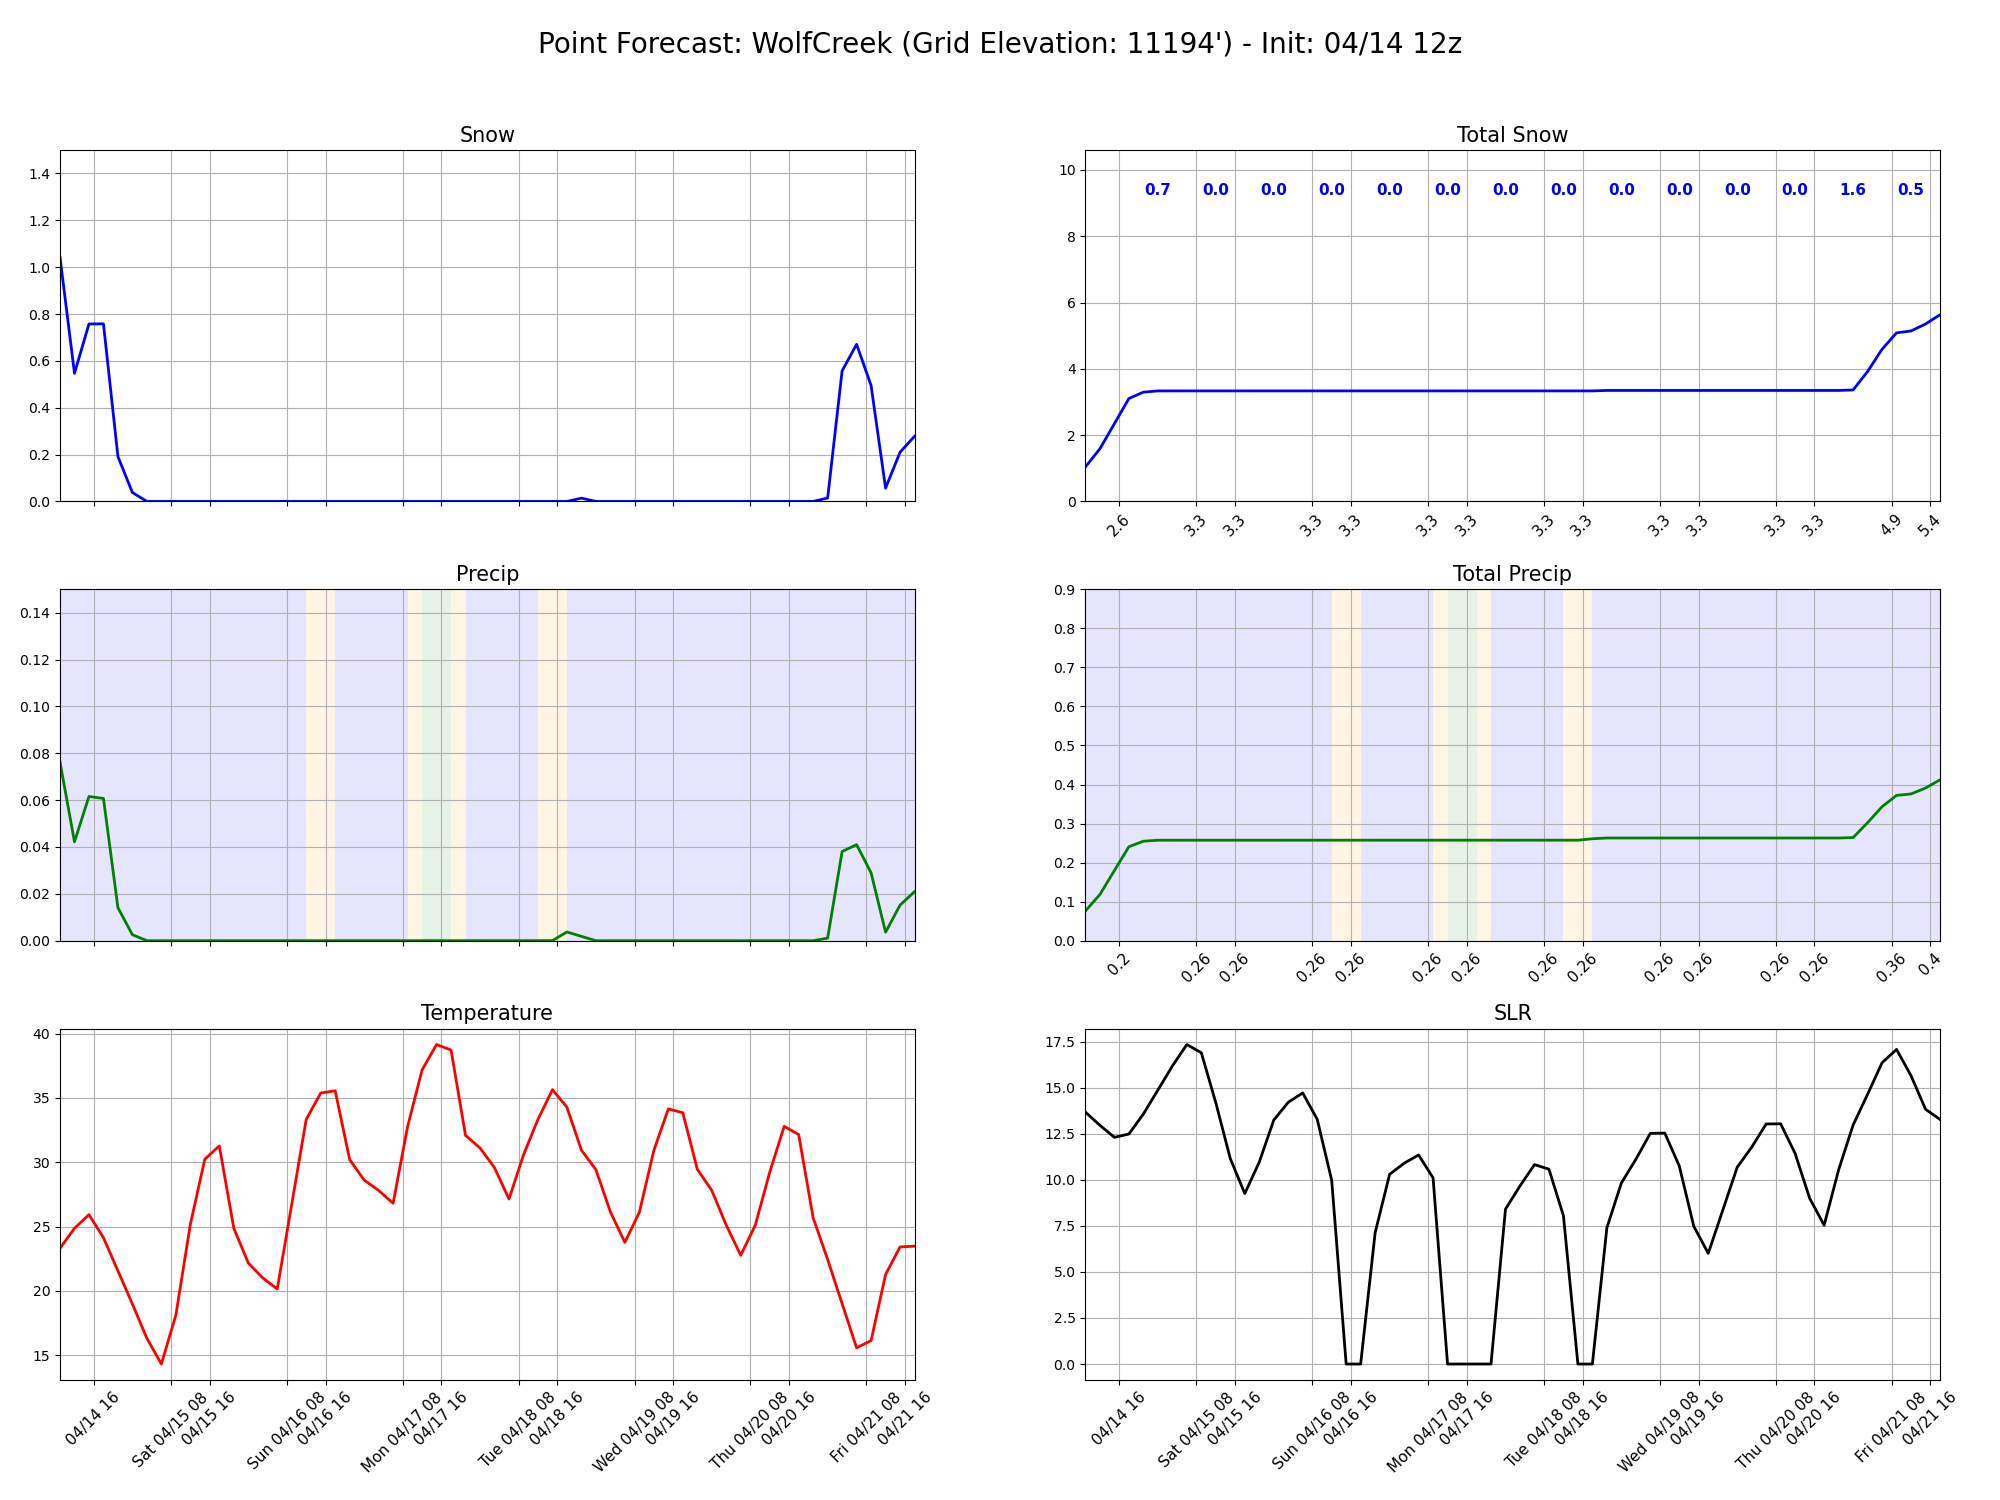 Point Forecast: WolfCreek (Grid Elevation: 11194') - Init: 04/14 12z
Snow
1.4
1.2
1.0
0.8
0.6
0.4
0.2
0.0
Total Snow
10
8
6
4
2
0
0.7 0.0 0.0 0.0 0.0 0.0 0.0 0.0 0.0 0.0 0.0 0.0 1.6 0.5
2.6 3.3 3.3 3.3 3.3 3.3 3.3 3.3 3.3 3.3 3.3 3.3 3.3 4.9 5.4
Precip
0.14
0.12
0.10
0.08
0.06
0.04
0.02
0.00
Total Precip
0.9
0.8
0.7
0.6
0.5
0.4
0.3
0.2
0.1
0.0
0.2 0.26 0.26 0.26 0.26 0.26 0.26 0.26 0.26 0.26 0.26 0.26 0.26 0.36 0.4
Temperature
40
35
30
25
20
15
04/14 16
Sat 04/15 08
04/15 16
Sun 04/16 08
04/16 16
Mon 04/17 08
04/17 16
Tue 04/18 08
04/18 16
Wed 04/19 08
04/19 16
Thu 04/20 08
04/20 16
Fri 04/21 08
04/21 16
SLR
17.5
15.0
12.5
10.0
7.5
5.0
2.5
0.0
04/14 16
Sat 04/15 08
04/15 16
Sun 04/16 08
04/16 16
Mon 04/17 08
04/17 16
Tue 04/18 08
04/18 16
Wed 04/19 08
04/19 16
Thu 04/20 08
04/20 16
Fri 04/21 08
04/21 16